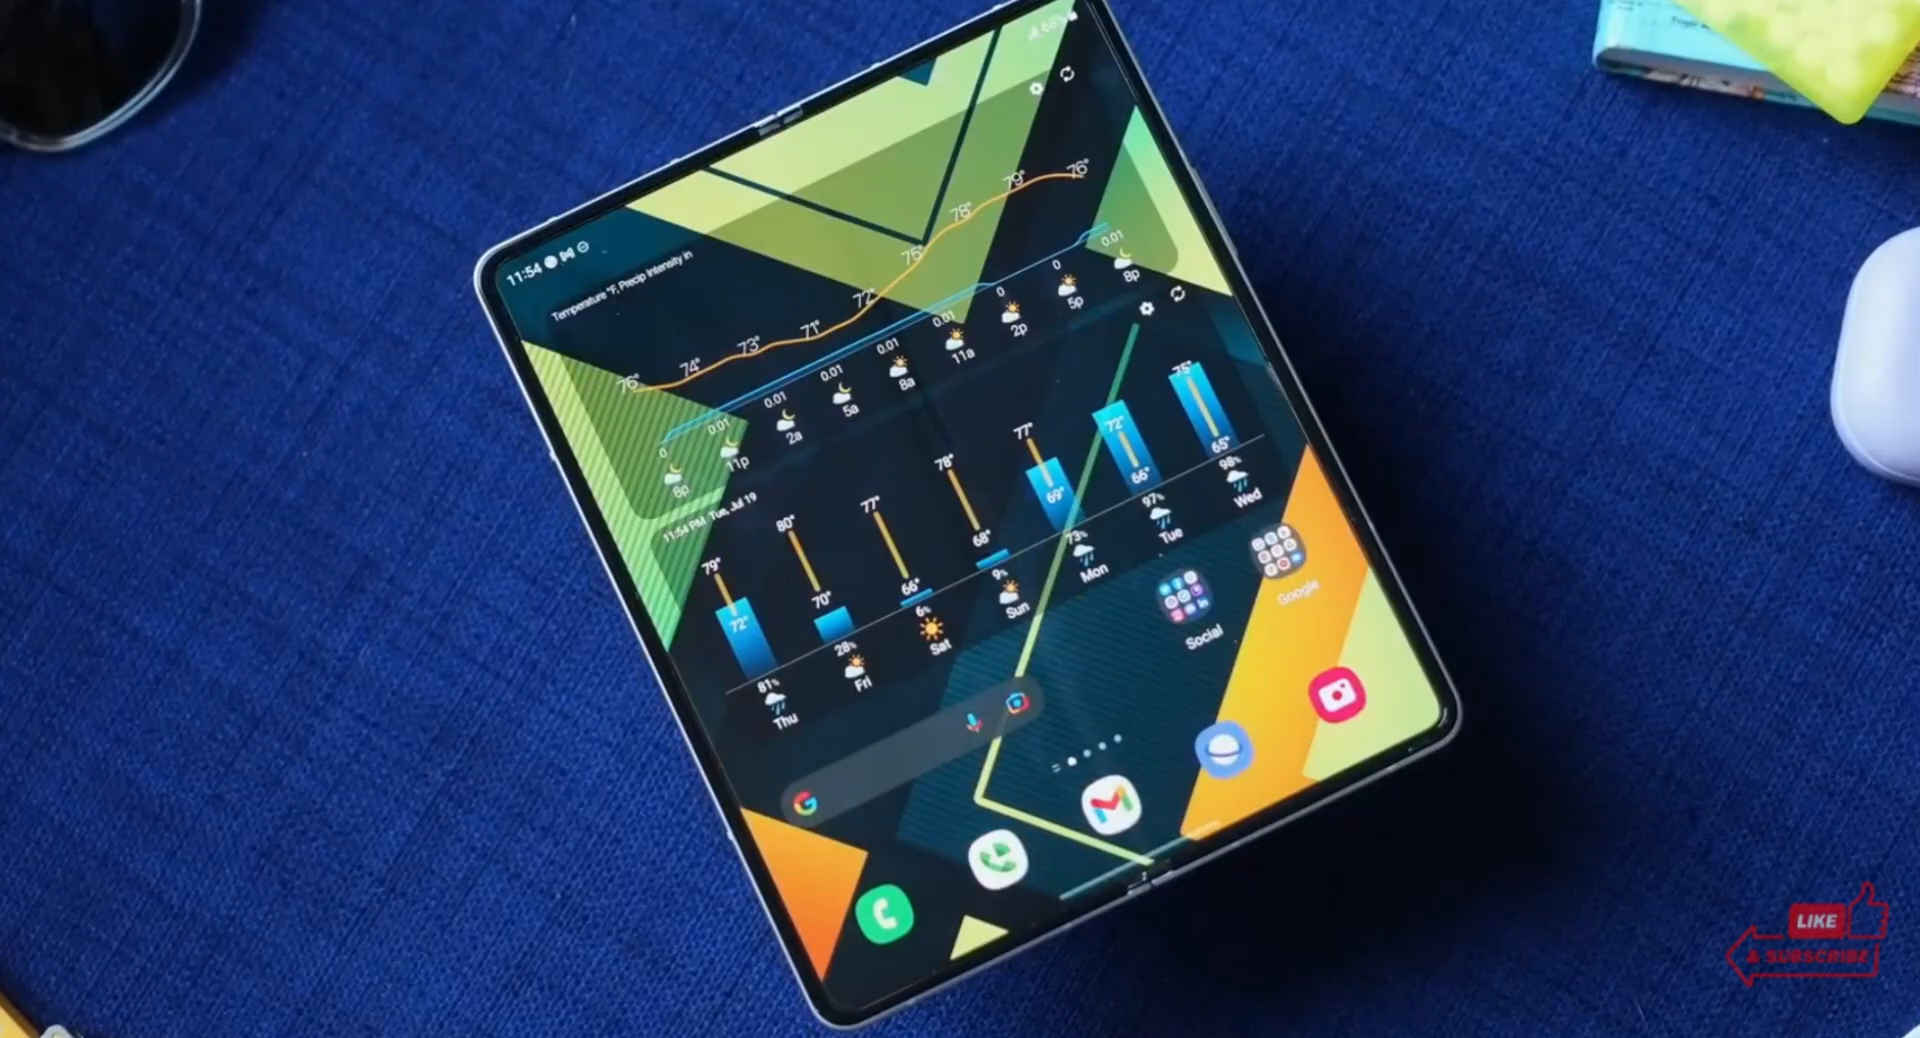 68%
11:54
Temperature °F, Precip Intensity in
76° 74° 73° 71° 72° 75° 78° 79° 76°
0 0.01 0.01 0.01 0.01 0.01 0 0 0.01
8p 11p 2a 5a 8a 11a 2p 5p 8p
11:54 PM Tue, Jul 19
79° 80° 77° 78° 77° 72° 75°
72° 70° 66° 68° 69° 66° 65°
81% 28% 6% 9% 73% 97% 98%
Thu Fri Sat Sun Mon Tue Wed
Social Google
LIKE
& SUBSCRIBE